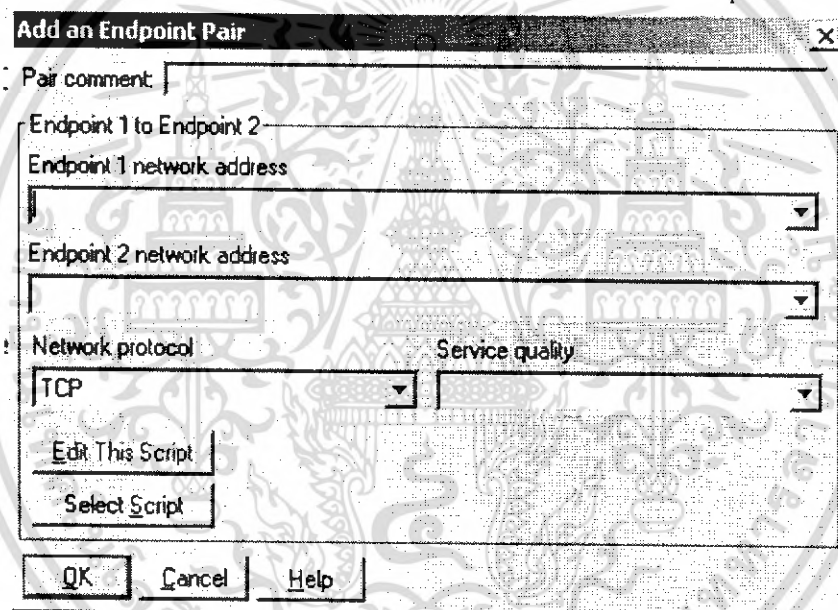 Add an Endpoint Pair
Pair comment:
Endpoint 1 to Endpoint 2
Endpoint 1 network address
Endpoint 2 network address
Network protocol
Service quality
TCP
Edit This Script
Select Script
OK
Cancel
Help